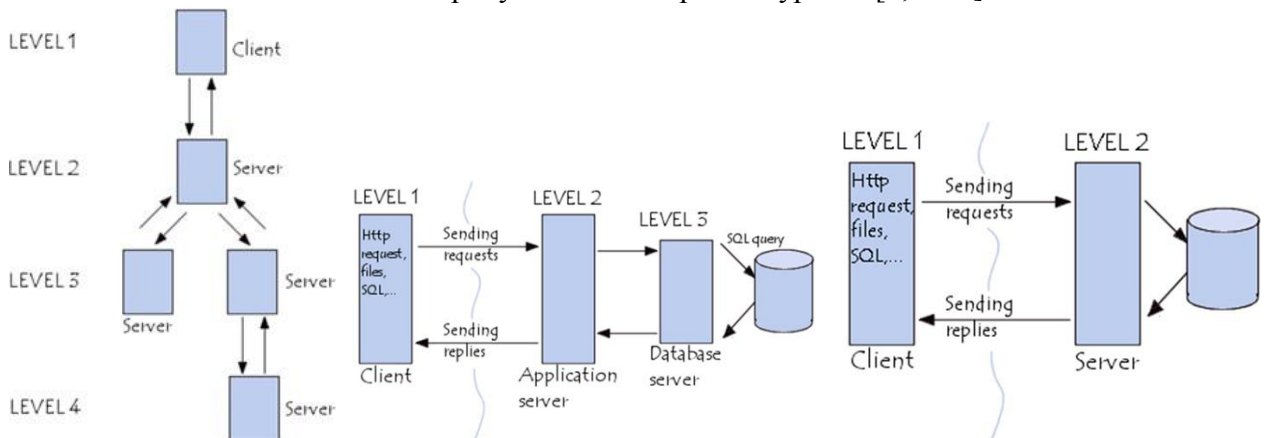 LEVEL 1
Client
LEVEL 2
Server
LEVEL 3
Server
Server
LEVEL 4
Server
LEVEL 1
LEVEL 2
LEVEL 3
Http
request,
files,
SQL,...
Sending
requests
SQL query
Sending
replies
Client
Application
server
Database
server
LEVEL 1
LEVEL 2
Http
request,
files,
SQL,...
Sending
requests
Sending
replies
Client
Server